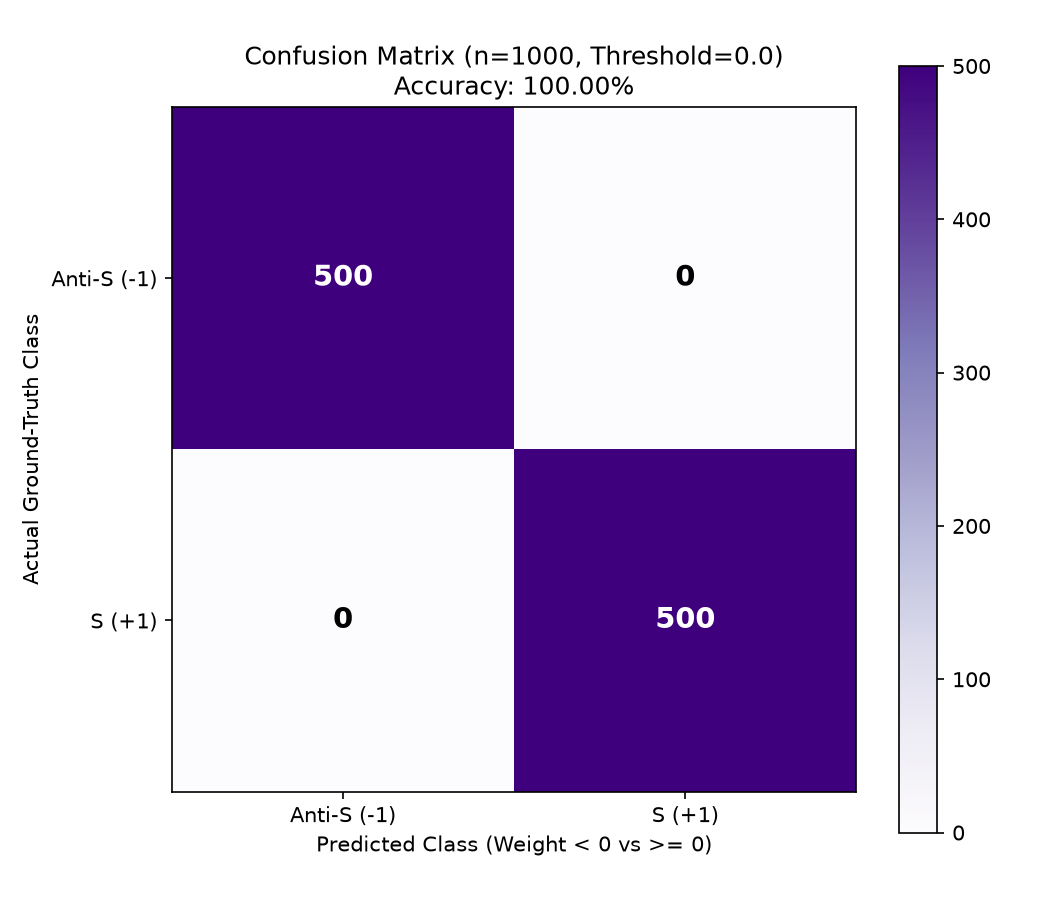 Confusion Matrix (n=1000, Threshold=0.0)
Accuracy: 100.00%
Actual Ground-Truth Class
Anti-S (-1)
500
0
S (+1)
0
500
Anti-S (-1)
S (+1)
Predicted Class (Weight < 0 vs >= 0)
500
400
300
200
100
0